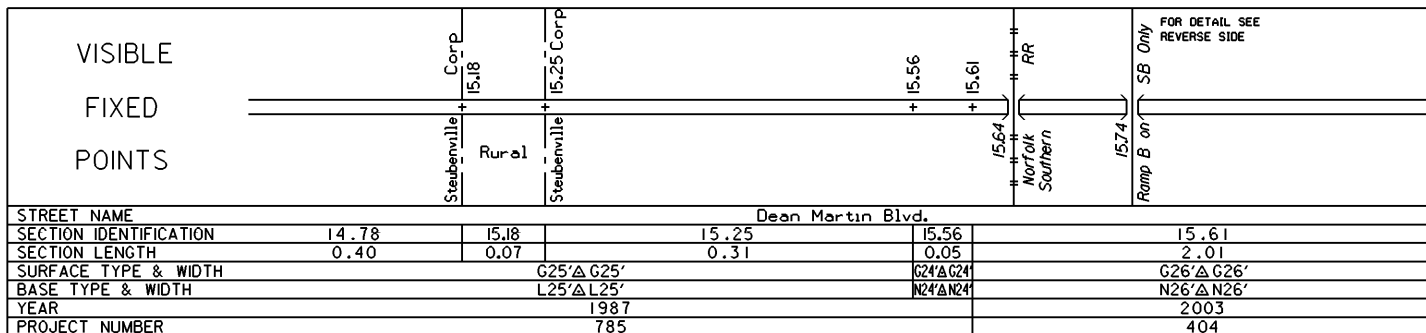 VISIBLE
FIXED
POINTS
Steubenville Corp
15.18
Rural
Steubenville
15.25 Corp
15.56
15.61
15.64
Norfolk
Southern
RR
15.74
Ramp B on SB Only
FOR DETAIL SEE
REVERSE SIDE
STREET NAME Dean Martin Blvd.
SECTION IDENTIFICATION 14.78 15.18 15.25 15.56 15.61
SECTION LENGTH 0.40 0.07 0.31 0.05 2.01
SURFACE TYPE & WIDTH G25'△G25' G24'△G24' G26'△G26'
BASE TYPE & WIDTH L25'△L25' N24'△N24' N26'△N26'
YEAR 1987 2003
PROJECT NUMBER 785 404